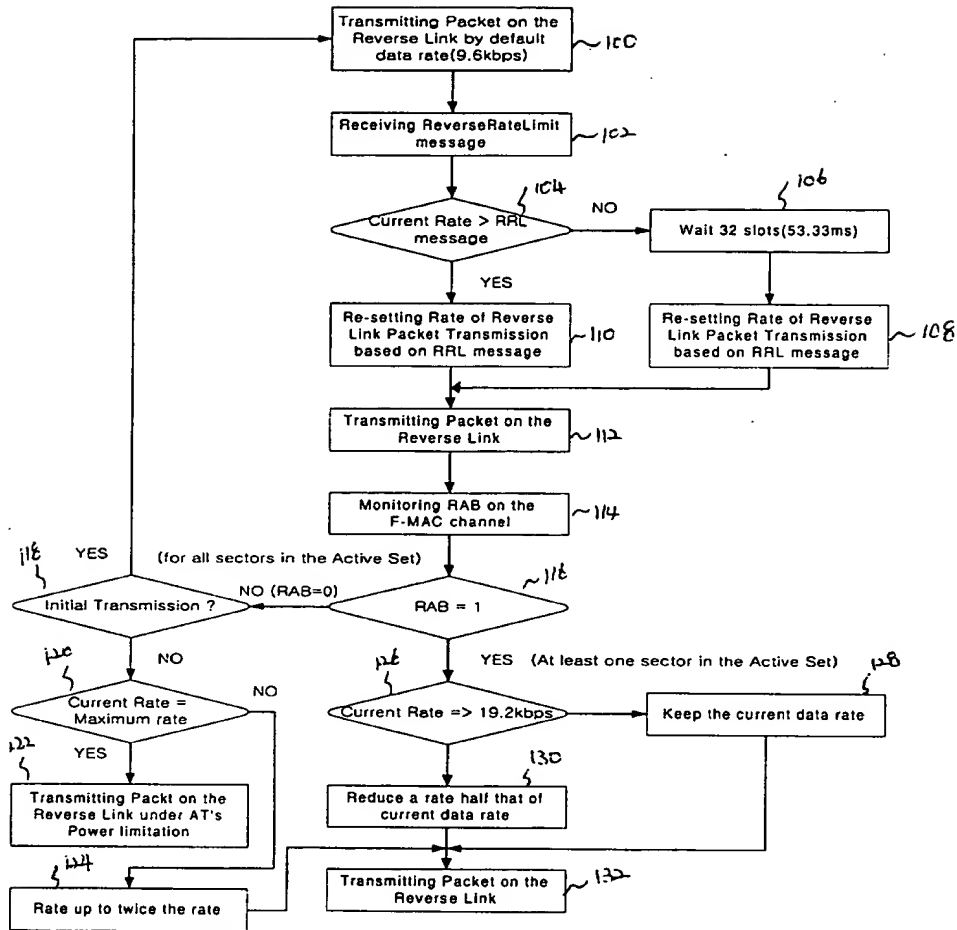 Transmitting Packet on the
Reverse Link by default
data rate(9.6kbps)
100
Receiving ReverseRateLimit
message
102
104
Current Rate > RRL
message
NO
106
Wait 32 slots(53.33ms)
YES
Re-setting Rate of Reverse
Link Packet Transmission
based on RRL message
110
Re-setting Rate of Reverse
Link Packet Transmission
based on RRL message
108
Transmitting Packet on the
Reverse Link
112
Monitoring RAB on the
F-MAC channel
114
118
YES
(for all sectors in the Active Set)
Initial Transmission ?
NO (RAB=0)
116
RAB = 1
NO
YES
(At least one sector in the Active Set)
120
Current Rate =
Maximum rate
NO
126
Current Rate => 19.2kbps
128
Keep the current data rate
YES
122
Transmitting Packt on the
Reverse Link under AT's
Power limitation
130
Reduce a rate half that of
current data rate
124
Rate up to twice the rate
Transmitting Packet on the
Reverse Link
132